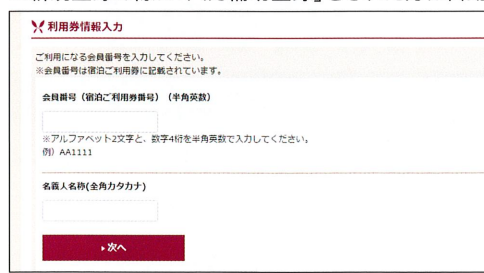 利用券情報入力
ご利用になる会員番号を入力してください。
※会員番号は宿泊ご利用券に記載されています。
会員番号（宿泊ご利用券番号）（半角英数）
※アルファベット2文字と、数字4桁を半角英数で入力してください。
例）AA1111
名義人名称(全角カタカナ)
次へ